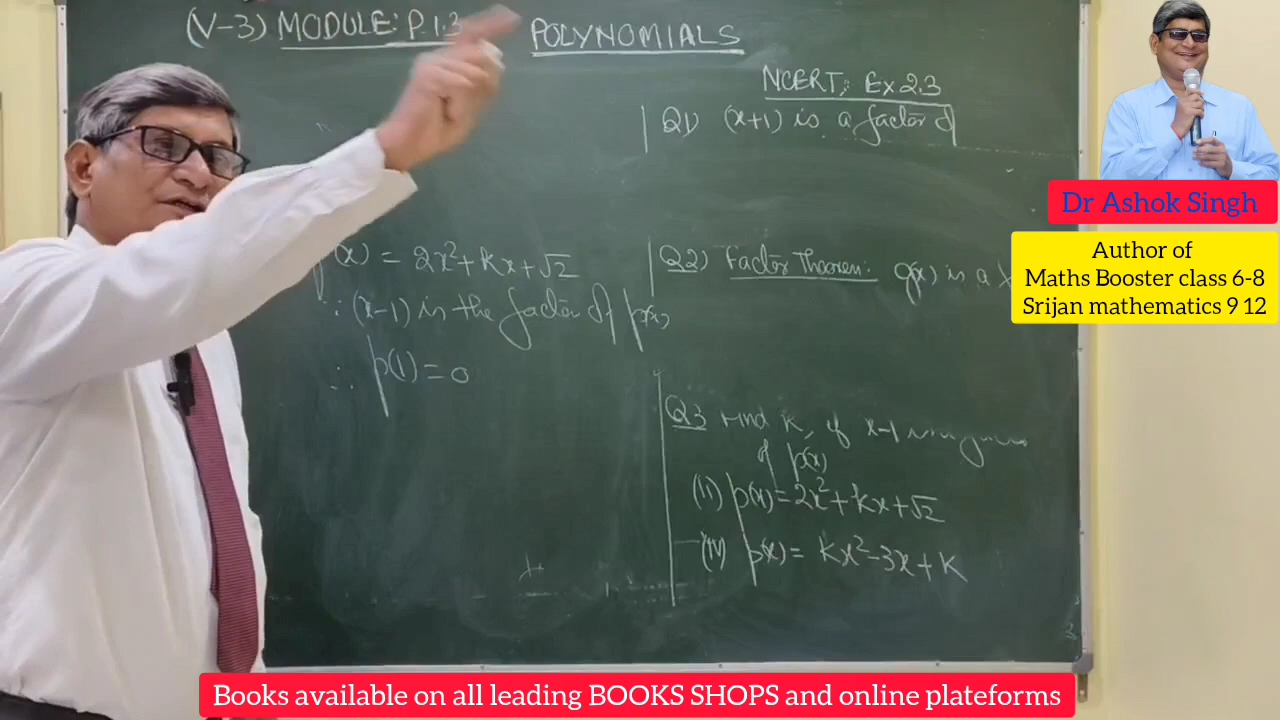 (V-3) MODULE: P.1.3 POLYNOMIALS
NCERT: Ex 2.3
Q1) (x+1) is a factor of
(x) = 2x²+kx+√2
∵ (x-1) is the factor of p(x)
∴ p(1) = 0
Q2) Factor Theorem: g(x) is a
Q3 Find k, if x-1
of p(x)
(ii) p(x) = 2x²+kx+√2
(iv) p(x) = kx²-3x+k
Dr Ashok Singh
Author of
Maths Booster class 6-8
Srijan mathematics 9 12
Books available on all leading BOOKS SHOPS and online plateforms